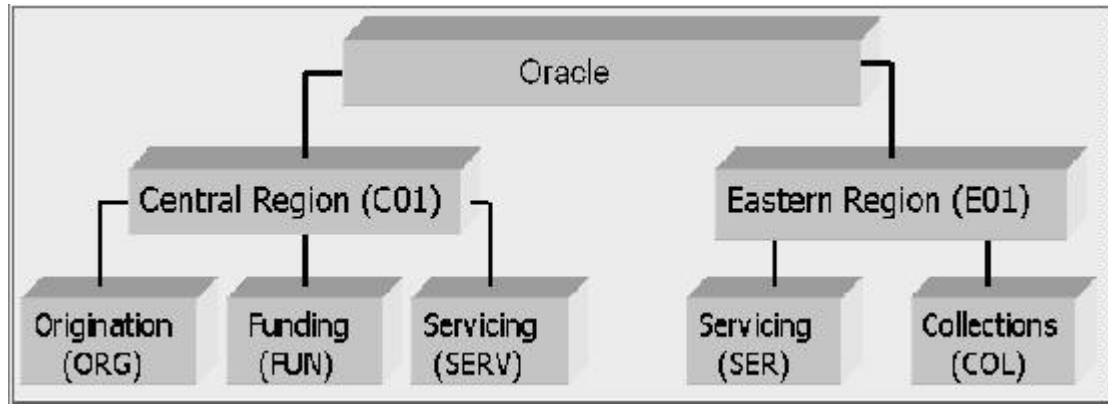 Oracle
Central Region (C01)
Eastern Region (E01)
Origination
(ORG)
Funding
(FUN)
Servicing
(SERV)
Servicing
(SER)
Collections
(COL)